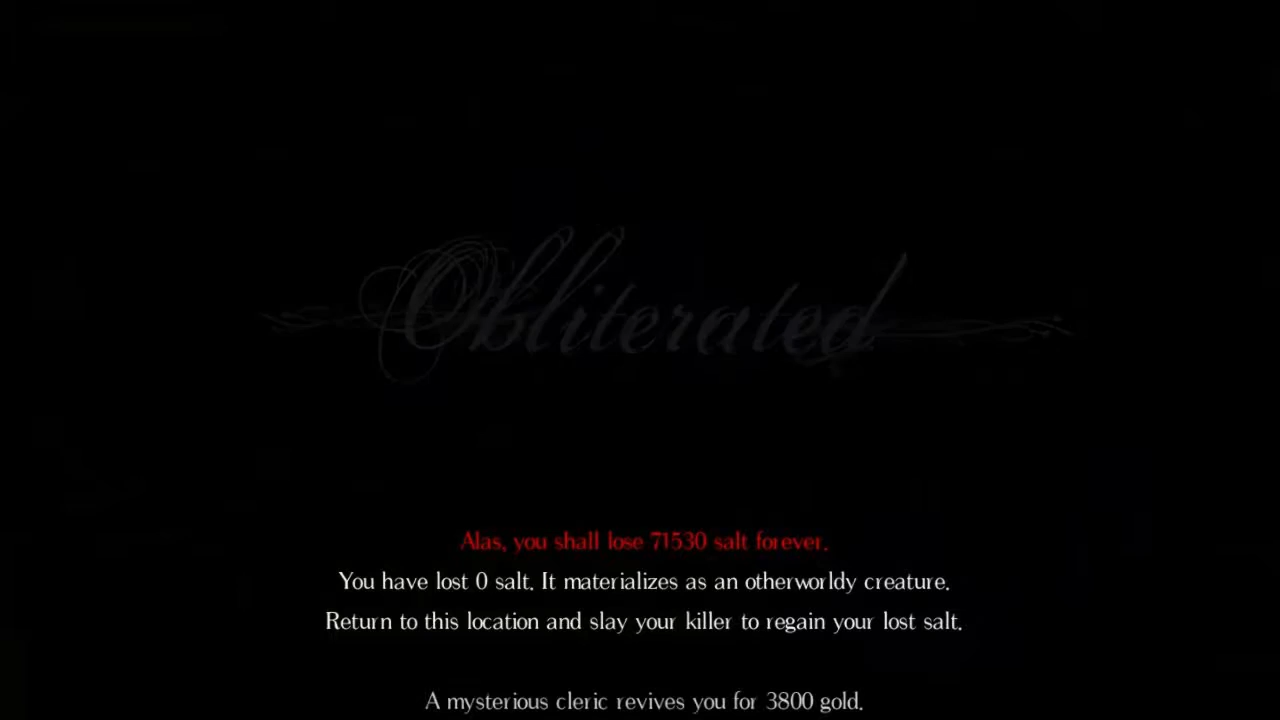 Obliterated
Alas, you shall lose 71530 salt forever.
You have lost 0 salt. It materializes as an otherworldly creature.
Return to this location and slay your killer to regain your lost salt.
A mysterious cleric revives you for 3800 gold.